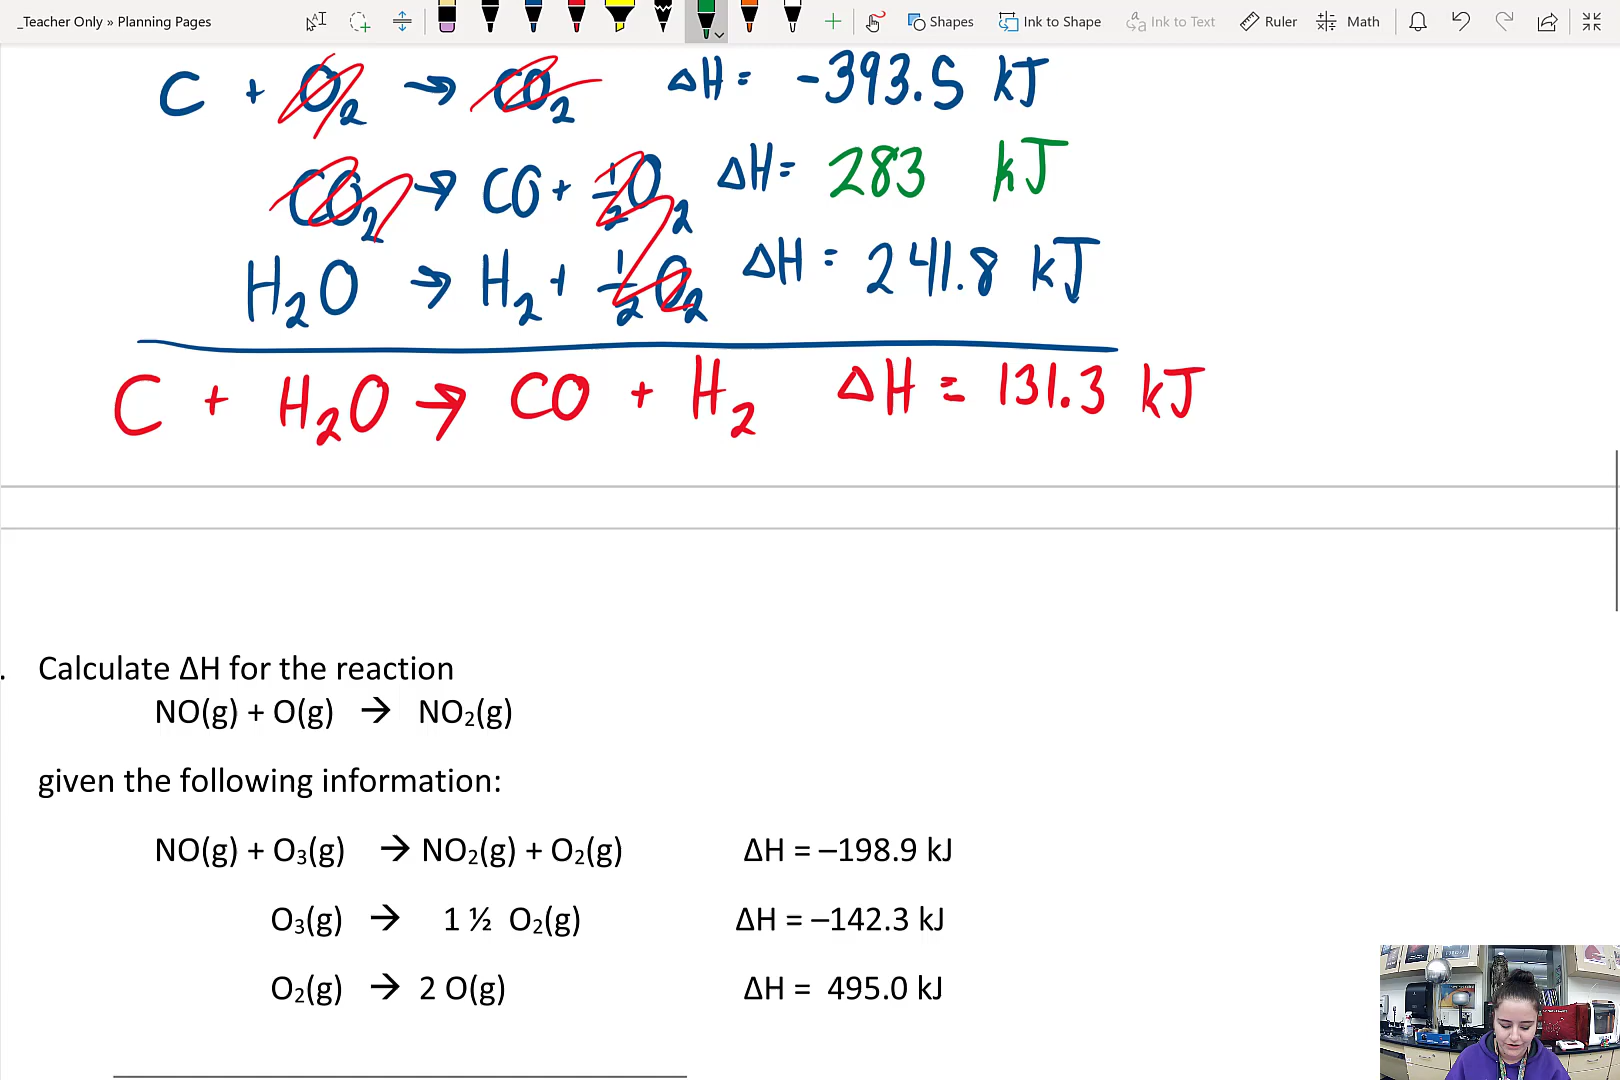 _Teacher Only » Planning Pages Shapes Ink to Shape Ink to Text Ruler Math
C + O₂ → CO₂ ΔH = -393.5 kJ
CO₂ → CO + ½O₂ ΔH = 283 kJ
H₂O → H₂ + ½O₂ ΔH = 241.8 kJ
C + H₂O → CO + H₂ ΔH = 131.3 kJ
. Calculate ΔH for the reaction
NO(g) + O(g) → NO₂(g)
given the following information:
NO(g) + O₃(g) → NO₂(g) + O₂(g) ΔH = –198.9 kJ
O₃(g) → 1 ½ O₂(g) ΔH = –142.3 kJ
O₂(g) → 2 O(g) ΔH = 495.0 kJ